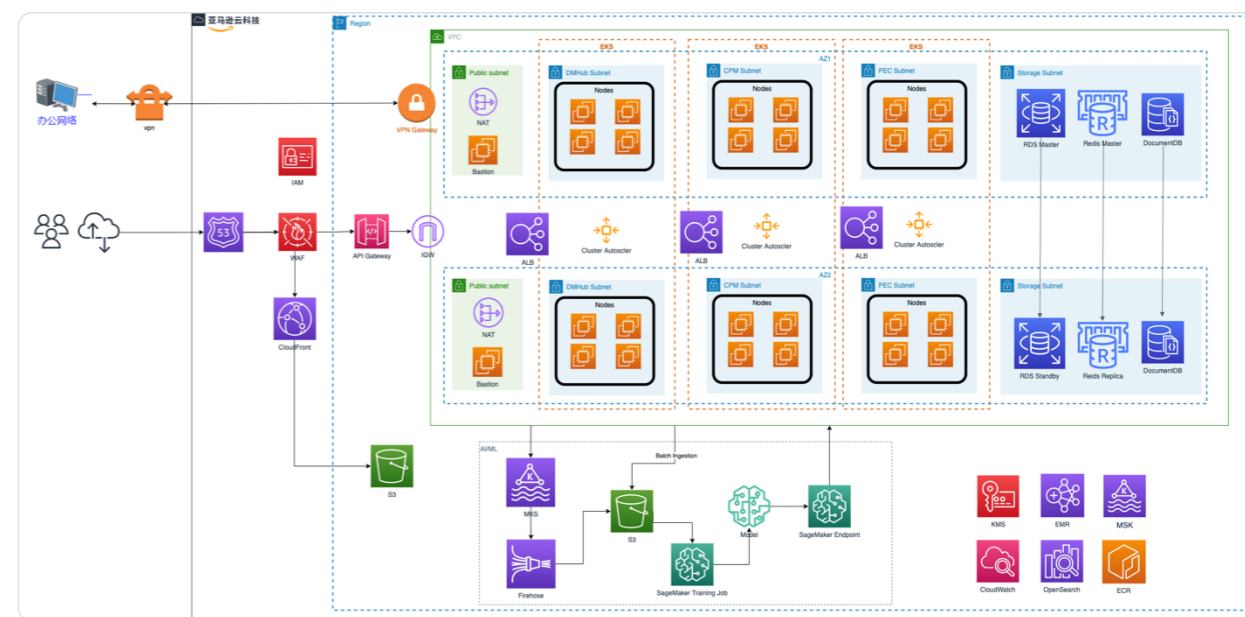 亚马逊云科技
Region
VPC
EKS
EKS
EKS
AZ1
Public subnet
DMHub Subnet
CPM Subnet
PEC Subnet
Storage Subnet
Nodes
Nodes
Nodes
NAT
办公网络
vpn
VPN Gateway
RDS Master
Redis Master
DocumentDB
Bastion
IAM
53
WAF
API Gateway
IGW
ALB
Cluster Autoscler
ALB
Cluster Autoscler
ALB
Cluster Autoscler
AZ2
Public subnet
DMHub Subnet
CPM Subnet
PEC Subnet
Storage Subnet
Nodes
Nodes
Nodes
NAT
CloudFront
Bastion
RDS Standby
Reids Replica
DocumentDB
R
R
AI/ML
Batch Ingestion
S3
K
MKS
S3
Model
SageMaker Endpoint
Firehose
SageMaker Training Job
KMS
EMR
K
MSK
CloudWatch
OpenSearch
ECR